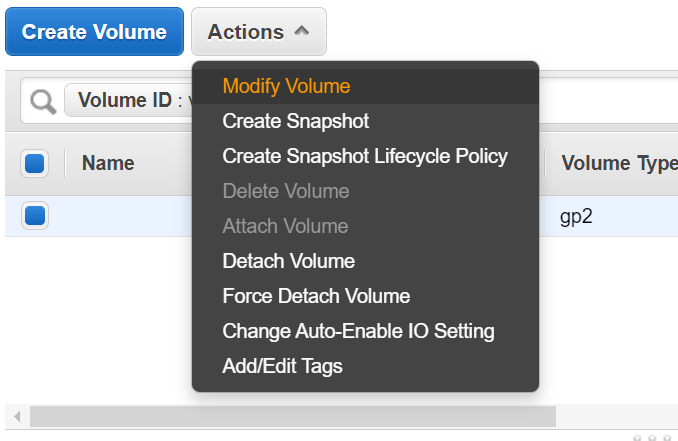 Create Volume
Actions
Modify Volume
Volume ID :
Create Snapshot
Create Snapshot Lifecycle Policy
Name
Volume Type
Delete Volume
Attach Volume
gp2
Detach Volume
Force Detach Volume
Change Auto-Enable IO Setting
Add/Edit Tags